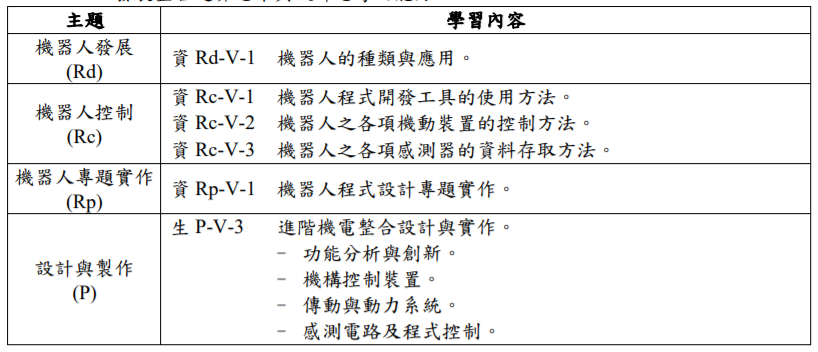 主題 學習內容
機器人發展
(Rd)
資 Rd-V-1 機器人的種類與應用。
機器人控制
(Rc)
資 Rc-V-1 機器人程式開發工具的使用方法。
資 Rc-V-2 機器人之各項機動裝置的控制方法。
資 Rc-V-3 機器人之各項感測器的資料存取方法。
機器人專題實作
(Rp)
資 Rp-V-1 機器人程式設計專題實作。
設計與製作
(P)
生 P-V-3 進階機電整合設計與實作。
- 功能分析與創新。
- 機構控制裝置。
- 傳動與動力系統。
- 感測電路及程式控制。